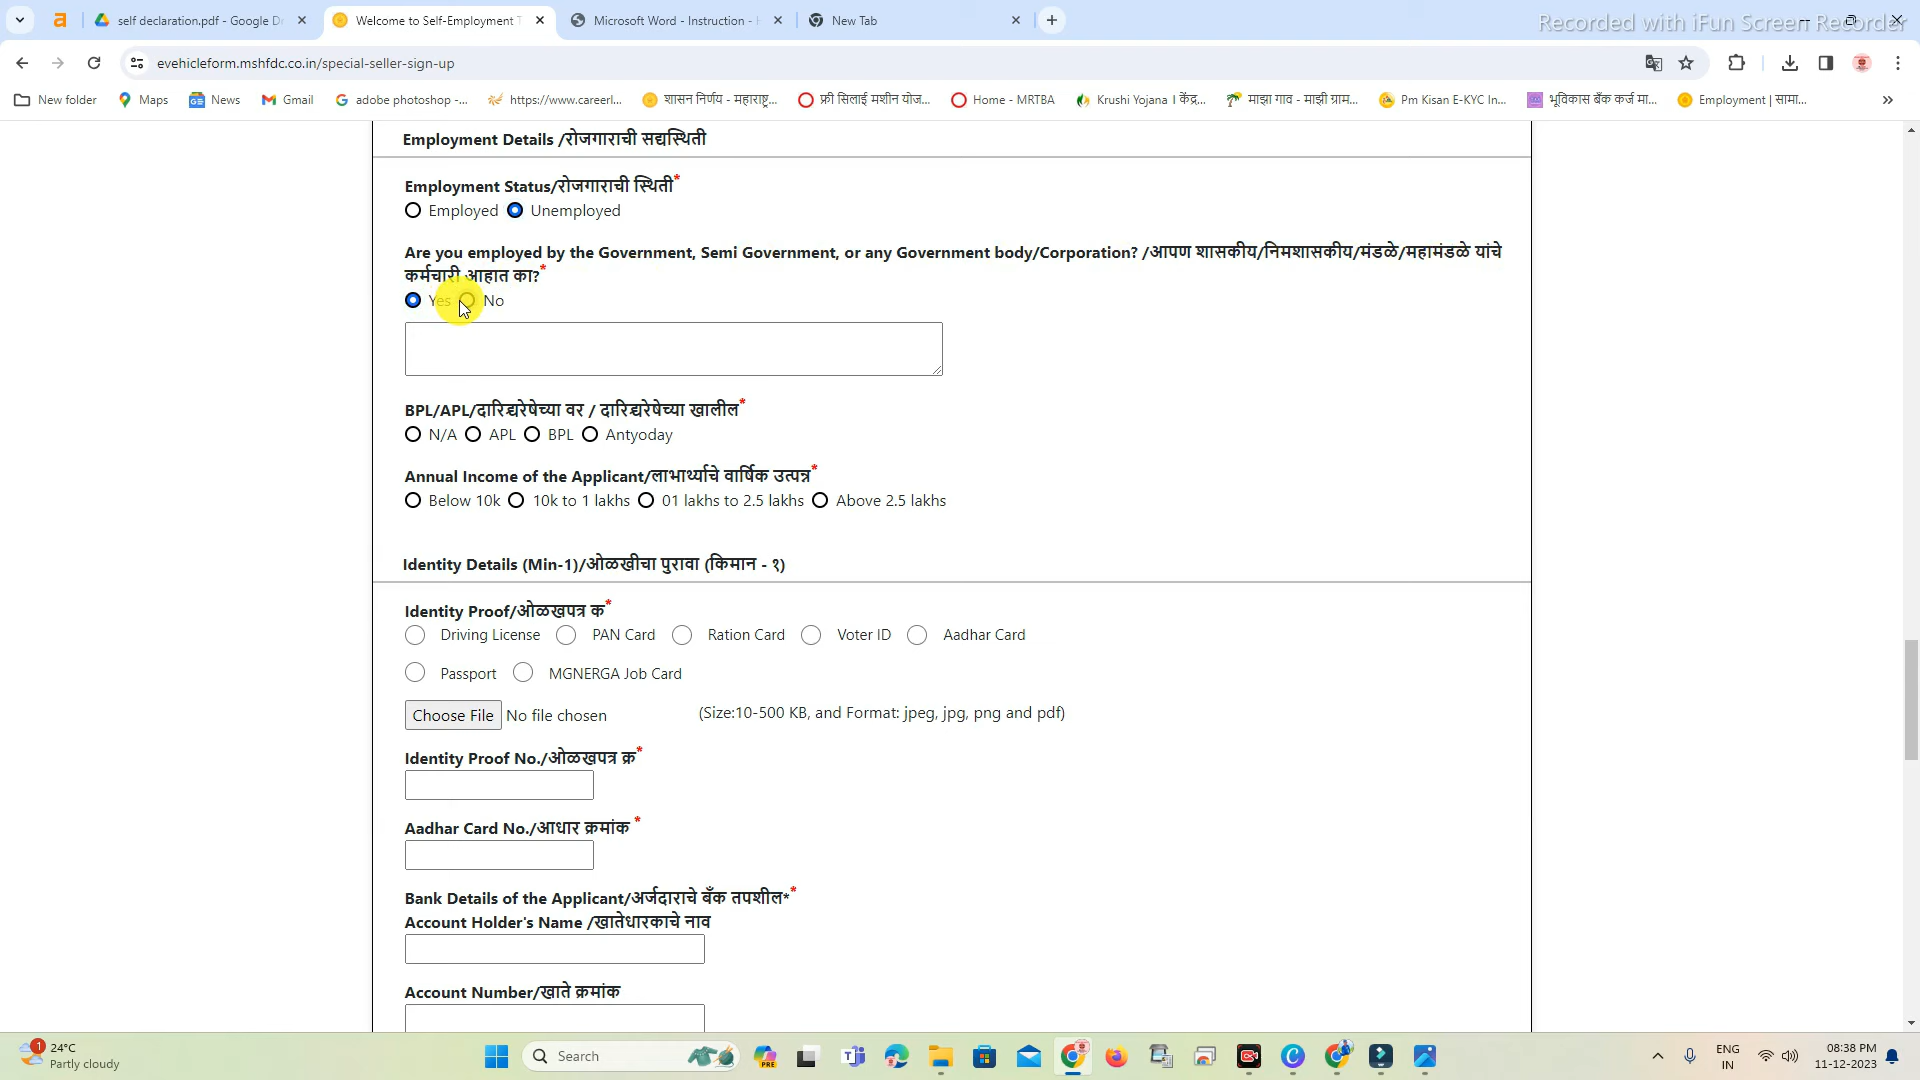 self declaration.pdf - Google Dr
Welcome to Self-Employment T
Microsoft Word - Instruction - H
New Tab
Recorded with iFun Screen Recorder
evehicleform.mshfdc.co.in/special-seller-sign-up
New folder
Maps
News
Gmail
adobe photoshop -...
https://www.careerl...
शासन निर्णय - महाराष्ट्र...
फ्री सिलाई मशीन योज...
Home - MRTBA
Krushi Yojana । केंद्र...
माझा गाव - माझी ग्राम...
Pm Kisan E-KYC In...
भूविकास बँक कर्ज मा...
Employment | सामा...
Employment Details /रोजगाराची सद्यस्थिती
Employment Status/रोजगाराची स्थिती*
Employed Unemployed
Are you employed by the Government, Semi Government, or any Government body/Corporation? /आपण शासकीय/निमशासकीय/मंडळे/महामंडळे यांचे
कर्मचारी आहात का?*
Yes No
BPL/APL/दारिद्र्यरेषेच्या वर / दारिद्र्यरेषेच्या खालील*
N/A APL BPL Antyoday
Annual Income of the Applicant/लाभार्थ्याचे वार्षिक उत्पन्न*
Below 10k 10k to 1 lakhs 01 lakhs to 2.5 lakhs Above 2.5 lakhs
Identity Details (Min-1)/ओळखीचा पुरावा (किमान - १)
Identity Proof/ओळखपत्र क*
Driving License PAN Card Ration Card Voter ID Aadhar Card
Passport MGNERGA Job Card
Choose File No file chosen (Size:10-500 KB, and Format: jpeg, jpg, png and pdf)
Identity Proof No./ओळखपत्र क्र*
Aadhar Card No./आधार क्रमांक *
Bank Details of the Applicant/अर्जदाराचे बँक तपशील**
Account Holder's Name /खातेधारकाचे नाव
Account Number/खाते क्रमांक
1
24°C
Partly cloudy
Search
PRE
ENG
IN
08:38 PM
11-12-2023